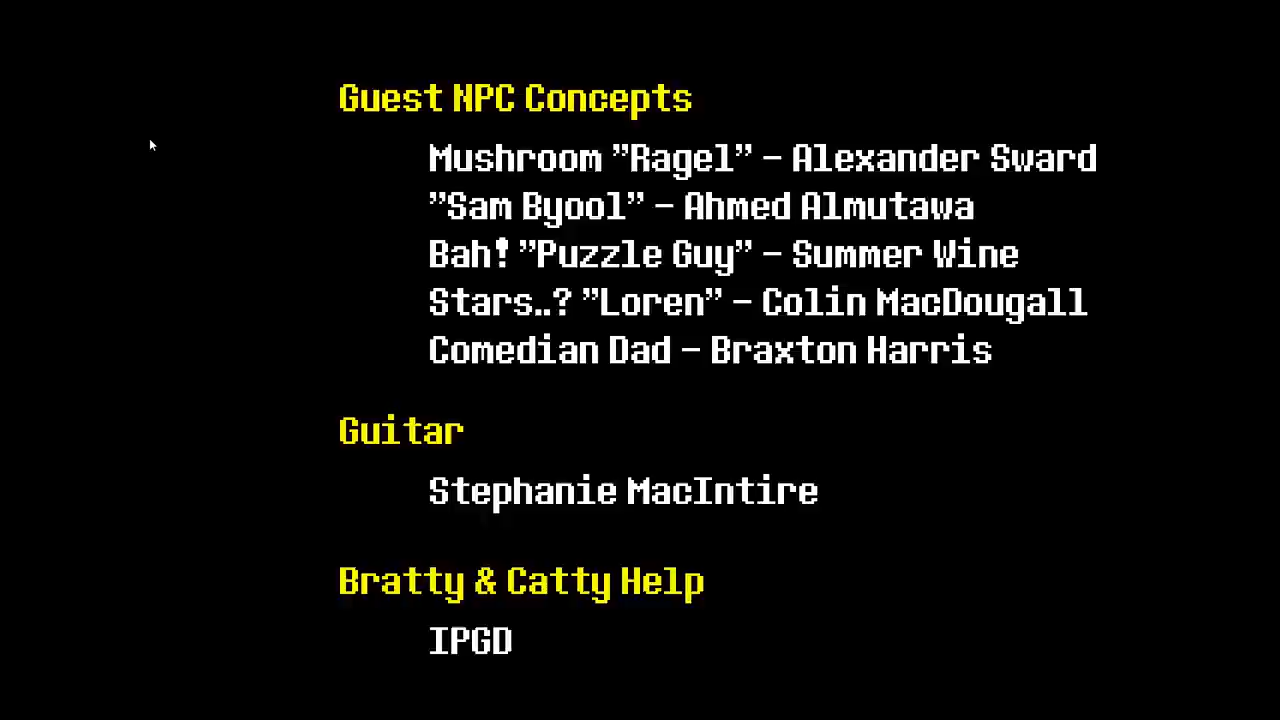 Guest NPC Concepts
Mushroom ”Ragel” – Alexander Sward
”Sam Byool” – Ahmed Almutawa
Bah! ”Puzzle Guy” – Summer Wine
Stars..? ”Loren” – Colin MacDougall
Comedian Dad – Braxton Harris
Guitar
Stephanie MacIntire
Bratty & Catty Help
IPGD